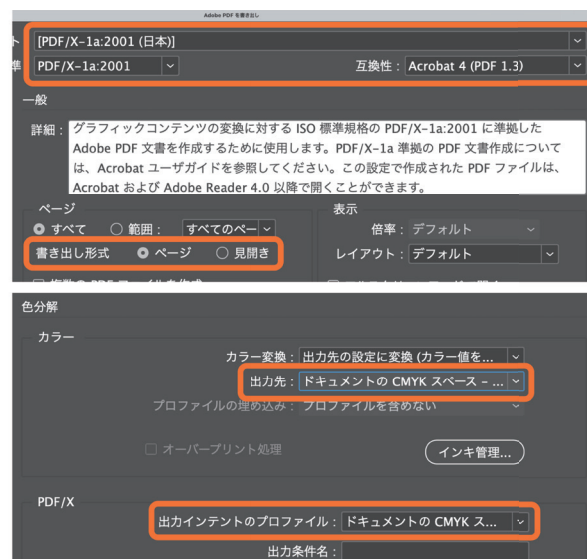 Adobe PDF を書き出し
ト [PDF/X-1a:2001 (日本)]
準 PDF/X-1a:2001 互換性： Acrobat 4 (PDF 1.3)
一般
詳細： グラフィックコンテンツの変換に対する ISO 標準規格の PDF/X-1a:2001 に準拠した
Adobe PDF 文書を作成するために使用します。PDF/X-1a 準拠の PDF 文書作成について
は、Acrobat ユーザガイドを参照してください。この設定で作成された PDF ファイルは、
Acrobat および Adobe Reader 4.0 以降で開くことができます。
ページ 表示
すべて 範囲： すべてのペー 倍率： デフォルト
書き出し形式 ページ 見開き レイアウト： デフォルト
色分解
カラー
カラー変換： 出力先の設定に変換 (カラー値を...
出力先： ドキュメントの CMYK スペース – ...
プロファイルの埋め込み： プロファイルを含めない
オーバープリント処理 インキ管理...
PDF/X
出力インテントのプロファイル： ドキュメントの CMYK ス...
出力条件名：